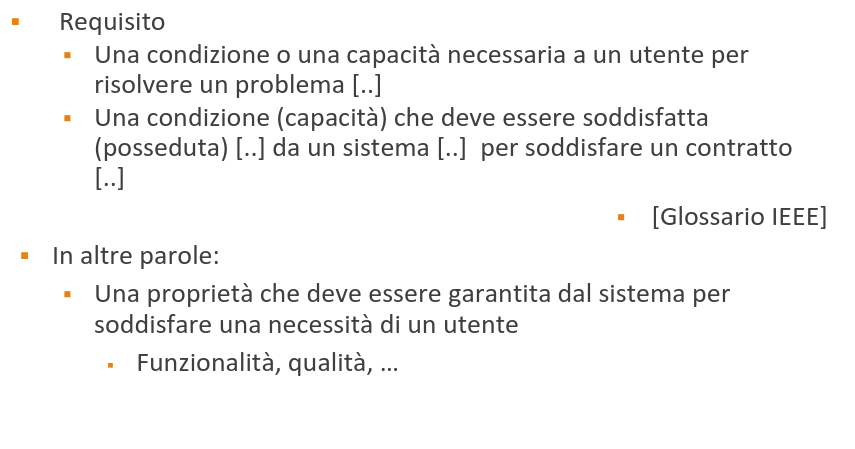 ▪ Requisito
▪ Una condizione o una capacità necessaria a un utente per
risolvere un problema [..]
▪ Una condizione (capacità) che deve essere soddisfatta
(posseduta) [..] da un sistema [..]  per soddisfare un contratto
[..]
▪ [Glossario IEEE]
▪ In altre parole:
▪ Una proprietà che deve essere garantita dal sistema per
soddisfare una necessità di un utente
▪ Funzionalità, qualità, …